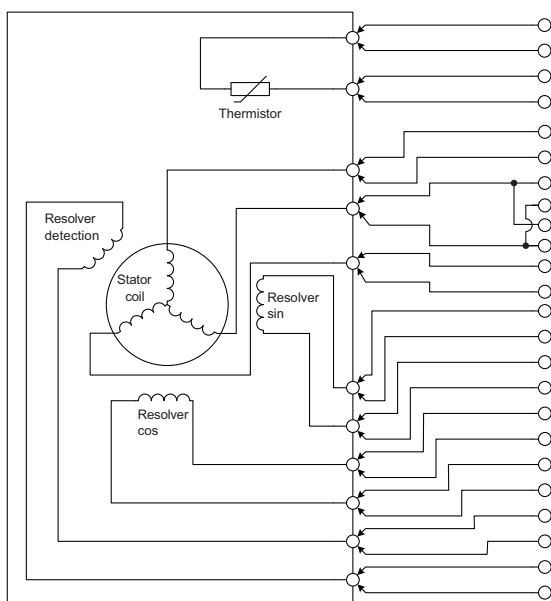 Thermistor
Resolver
detection
Stator
coil
Resolver
sin
Resolver
cos